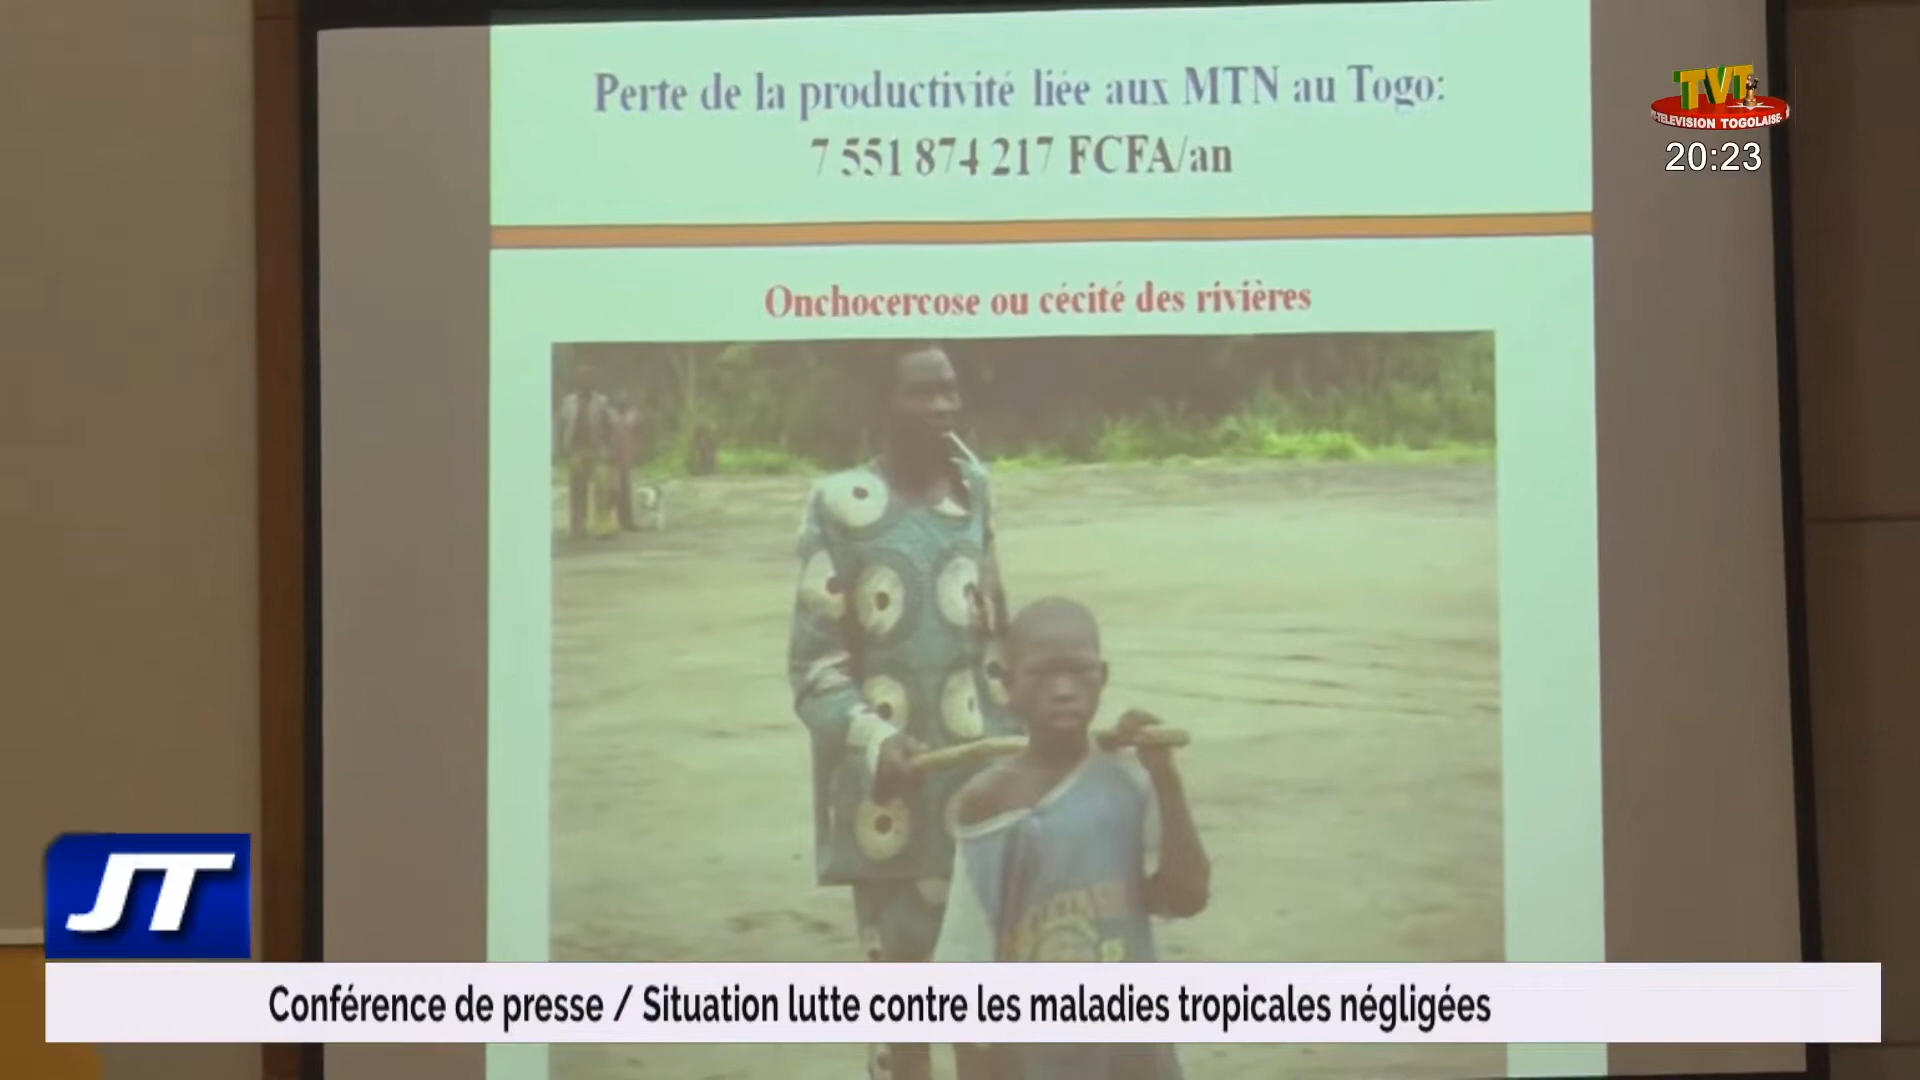 Perte de la productivité liée aux MTN au Togo:
7 551 874 217 FCFA/an
TVT
TELEVISION TOGOLAISE
20:23
Onchocercose ou cécité des rivières
JT
Conférence de presse / Situation lutte contre les maladies tropicales négligées